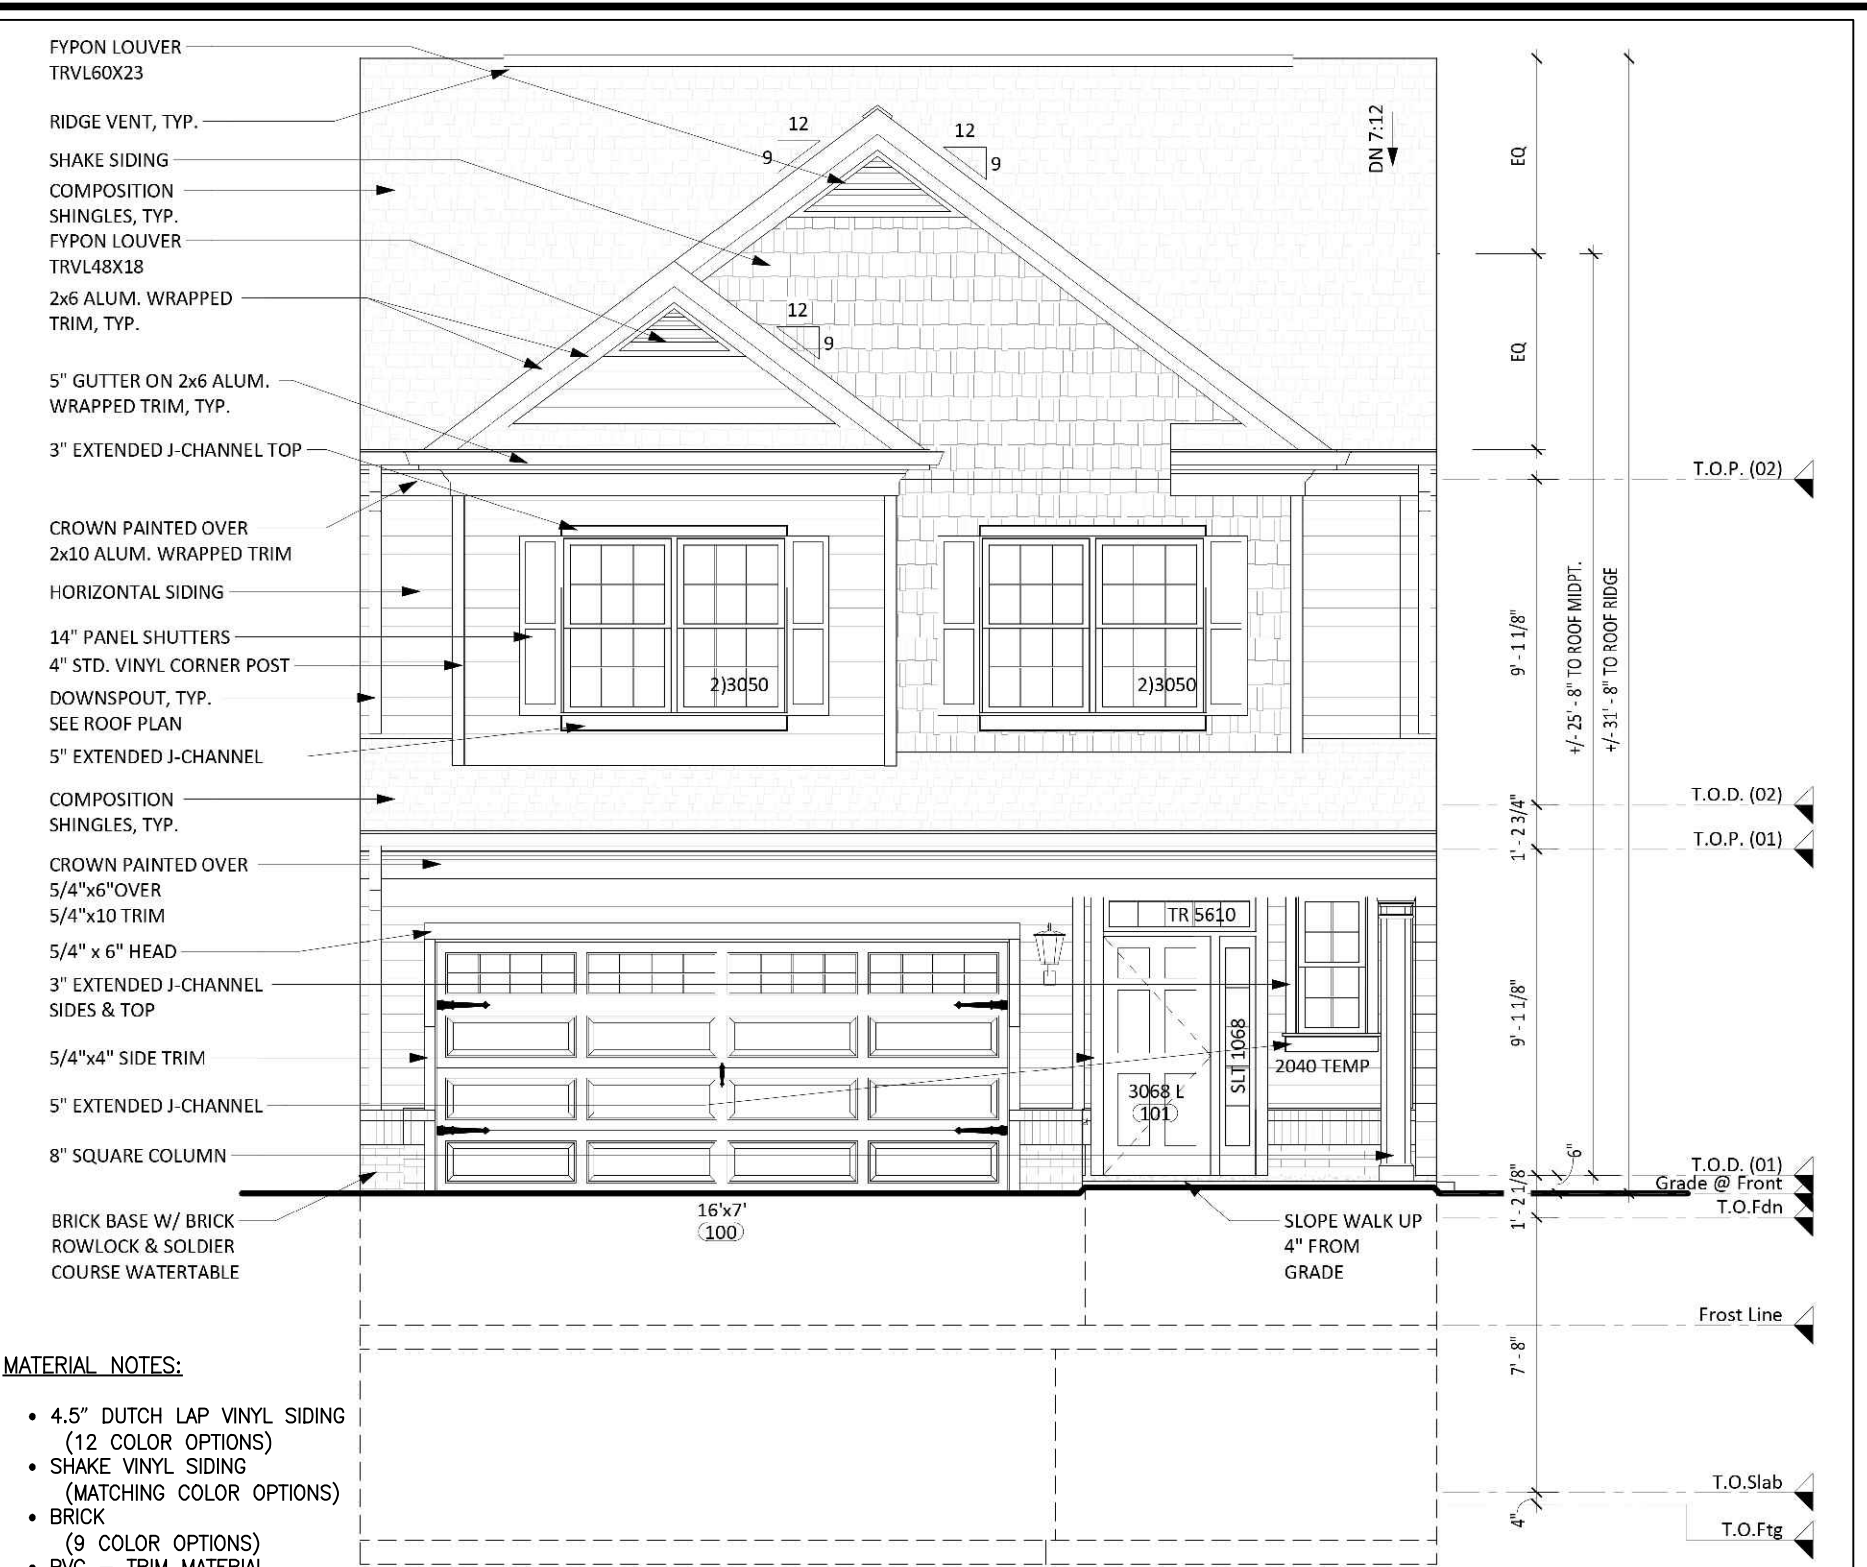 FYPON LOUVER
TRVL60X23
RIDGE VENT, TYP.
SHAKE SIDING
COMPOSITION
SHINGLES, TYP.
FYPON LOUVER
TRVL48X18
2x6 ALUM. WRAPPED
TRIM, TYP.
5" GUTTER ON 2x6 ALUM.
WRAPPED TRIM, TYP.
3" EXTENDED J-CHANNEL TOP
CROWN PAINTED OVER
2x10 ALUM. WRAPPED TRIM
HORIZONTAL SIDING
14" PANEL SHUTTERS
4" STD. VINYL CORNER POST
DOWNSPOUT, TYP.
SEE ROOF PLAN
5" EXTENDED J-CHANNEL
COMPOSITION
SHINGLES, TYP.
CROWN PAINTED OVER
5/4"x6"OVER
5/4"x10 TRIM
5/4" x 6" HEAD
3" EXTENDED J-CHANNEL
SIDES & TOP
5/4"x4" SIDE TRIM
5" EXTENDED J-CHANNEL
8" SQUARE COLUMN
BRICK BASE W/ BRICK
ROWLOCK & SOLDIER
COURSE WATERTABLE
MATERIAL NOTES:
• 4.5" DUTCH LAP VINYL SIDING
(12 COLOR OPTIONS)
• SHAKE VINYL SIDING
(MATCHING COLOR OPTIONS)
• BRICK
(9 COLOR OPTIONS)
• PVC - TRIM MATERIAL
12
9
12
9
12
9
DN 7:12
2)3050
2)3050
TR 5610
SLT 1068
3068 L
101
2040 TEMP
16'x7'
100
SLOPE WALK UP
4" FROM
GRADE
EQ
EQ
9' - 1 1/8"
1' - 2 3/4"
9' - 1 1/8"
1' - 2 1/8"
7' - 8"
4"
6"
+/- 25' - 8" TO ROOF MIDPT.
+/- 31' - 8" TO ROOF RIDGE
T.O.P. (02)
T.O.D. (02)
T.O.P. (01)
T.O.D. (01)
Grade @ Front
T.O.Fdn
Frost Line
T.O.Slab
T.O.Ftg